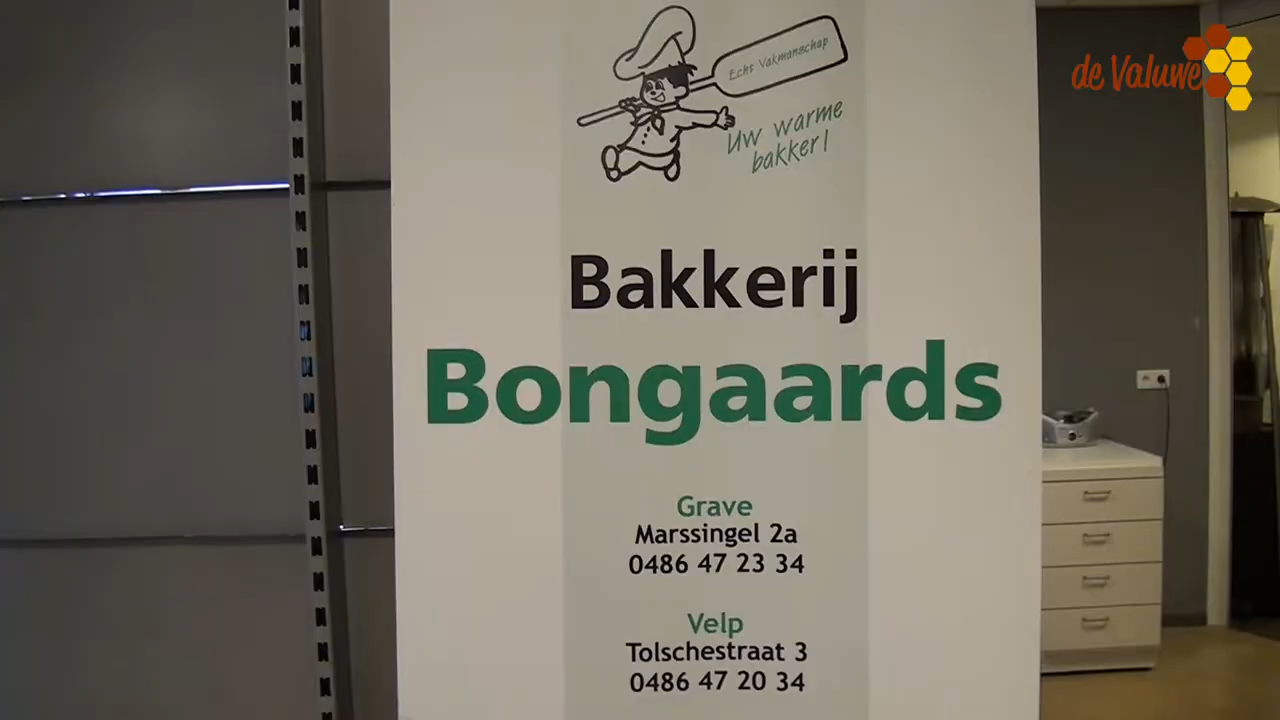 de Valuwe
Echt Vakmanschap
Uw warme
bakker!
Bakkerij
Bongaards
Grave
Marssingel 2a
0486 47 23 34
Velp
Tolschestraat 3
0486 47 20 34